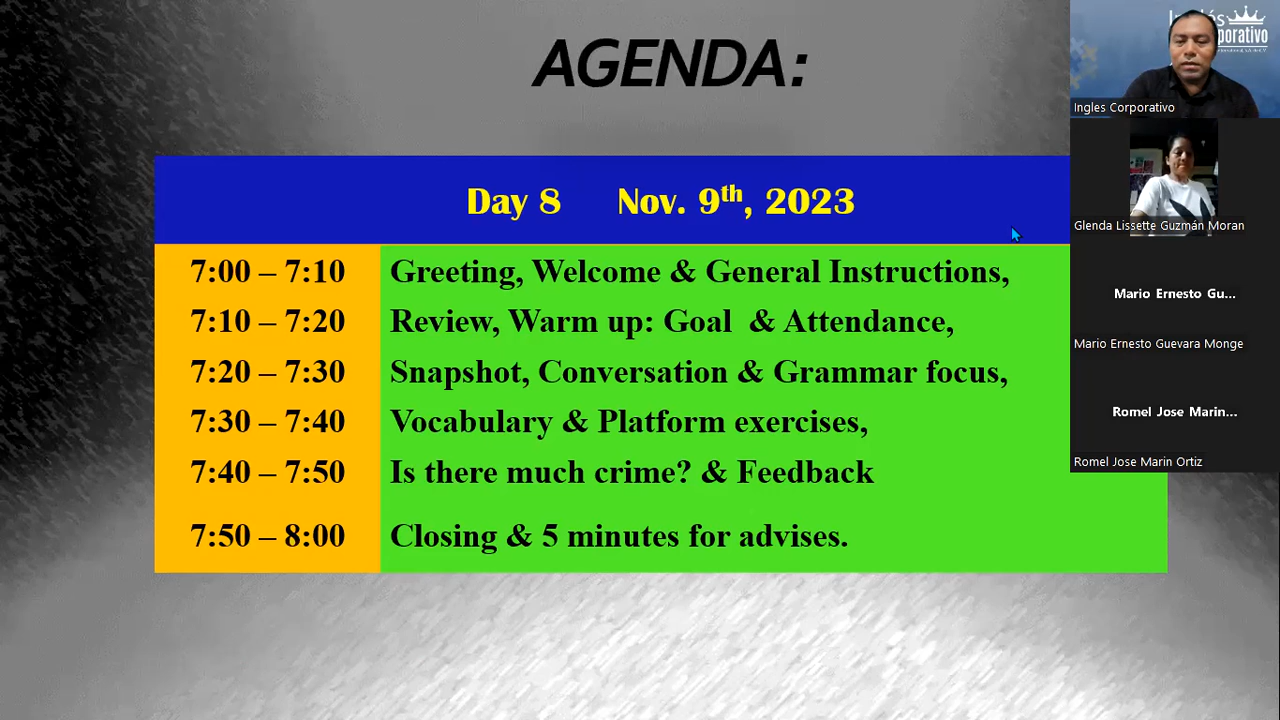 AGENDA:
Day 8 Nov. 9th, 2023
7:00 – 7:10 Greeting, Welcome & General Instructions,
7:10 – 7:20 Review, Warm up: Goal & Attendance,
7:20 – 7:30 Snapshot, Conversation & Grammar focus,
7:30 – 7:40 Vocabulary & Platform exercises,
7:40 – 7:50 Is there much crime? & Feedback
7:50 – 8:00 Closing & 5 minutes for advises.
Ingles Corporativo
Glenda Lissette Guzmán Moran
Mario Ernesto Gu...
Mario Ernesto Guevara Monge
Romel Jose Marin...
Romel Jose Marin Ortiz